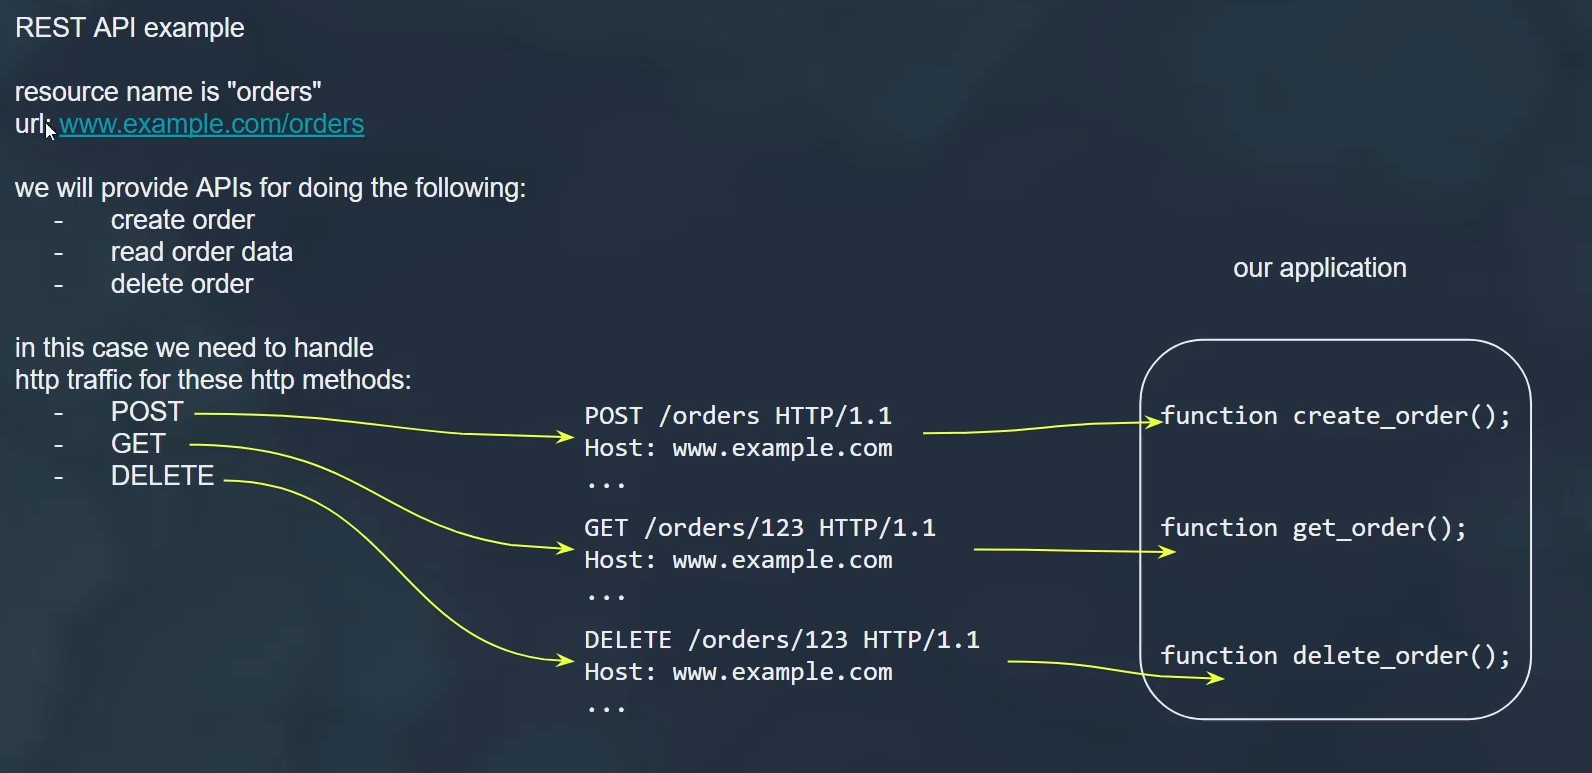 REST API example
resource name is "orders"
url: www.example.com/orders
we will provide APIs for doing the following:
- create order
- read order data
- delete order
in this case we need to handle
http traffic for these http methods:
- POST
- GET
- DELETE
POST /orders HTTP/1.1
Host: www.example.com
...
GET /orders/123 HTTP/1.1
Host: www.example.com
...
DELETE /orders/123 HTTP/1.1
Host: www.example.com
...
our application
function create_order();
function get_order();
function delete_order();